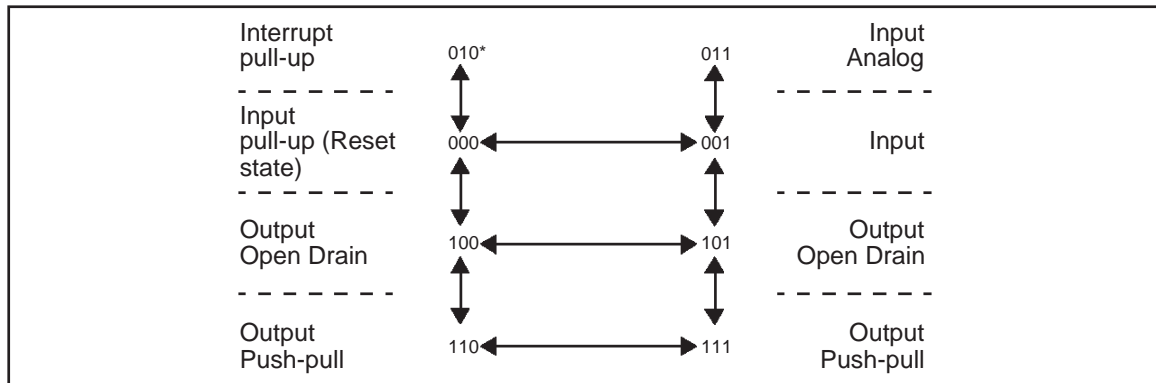 Interrupt
pull-up
010*
011
Input
Analog
Input
pull-up (Reset
state)
000
001
Input
Output
Open Drain
100
101
Output
Open Drain
Output
Push-pull
110
111
Output
Push-pull